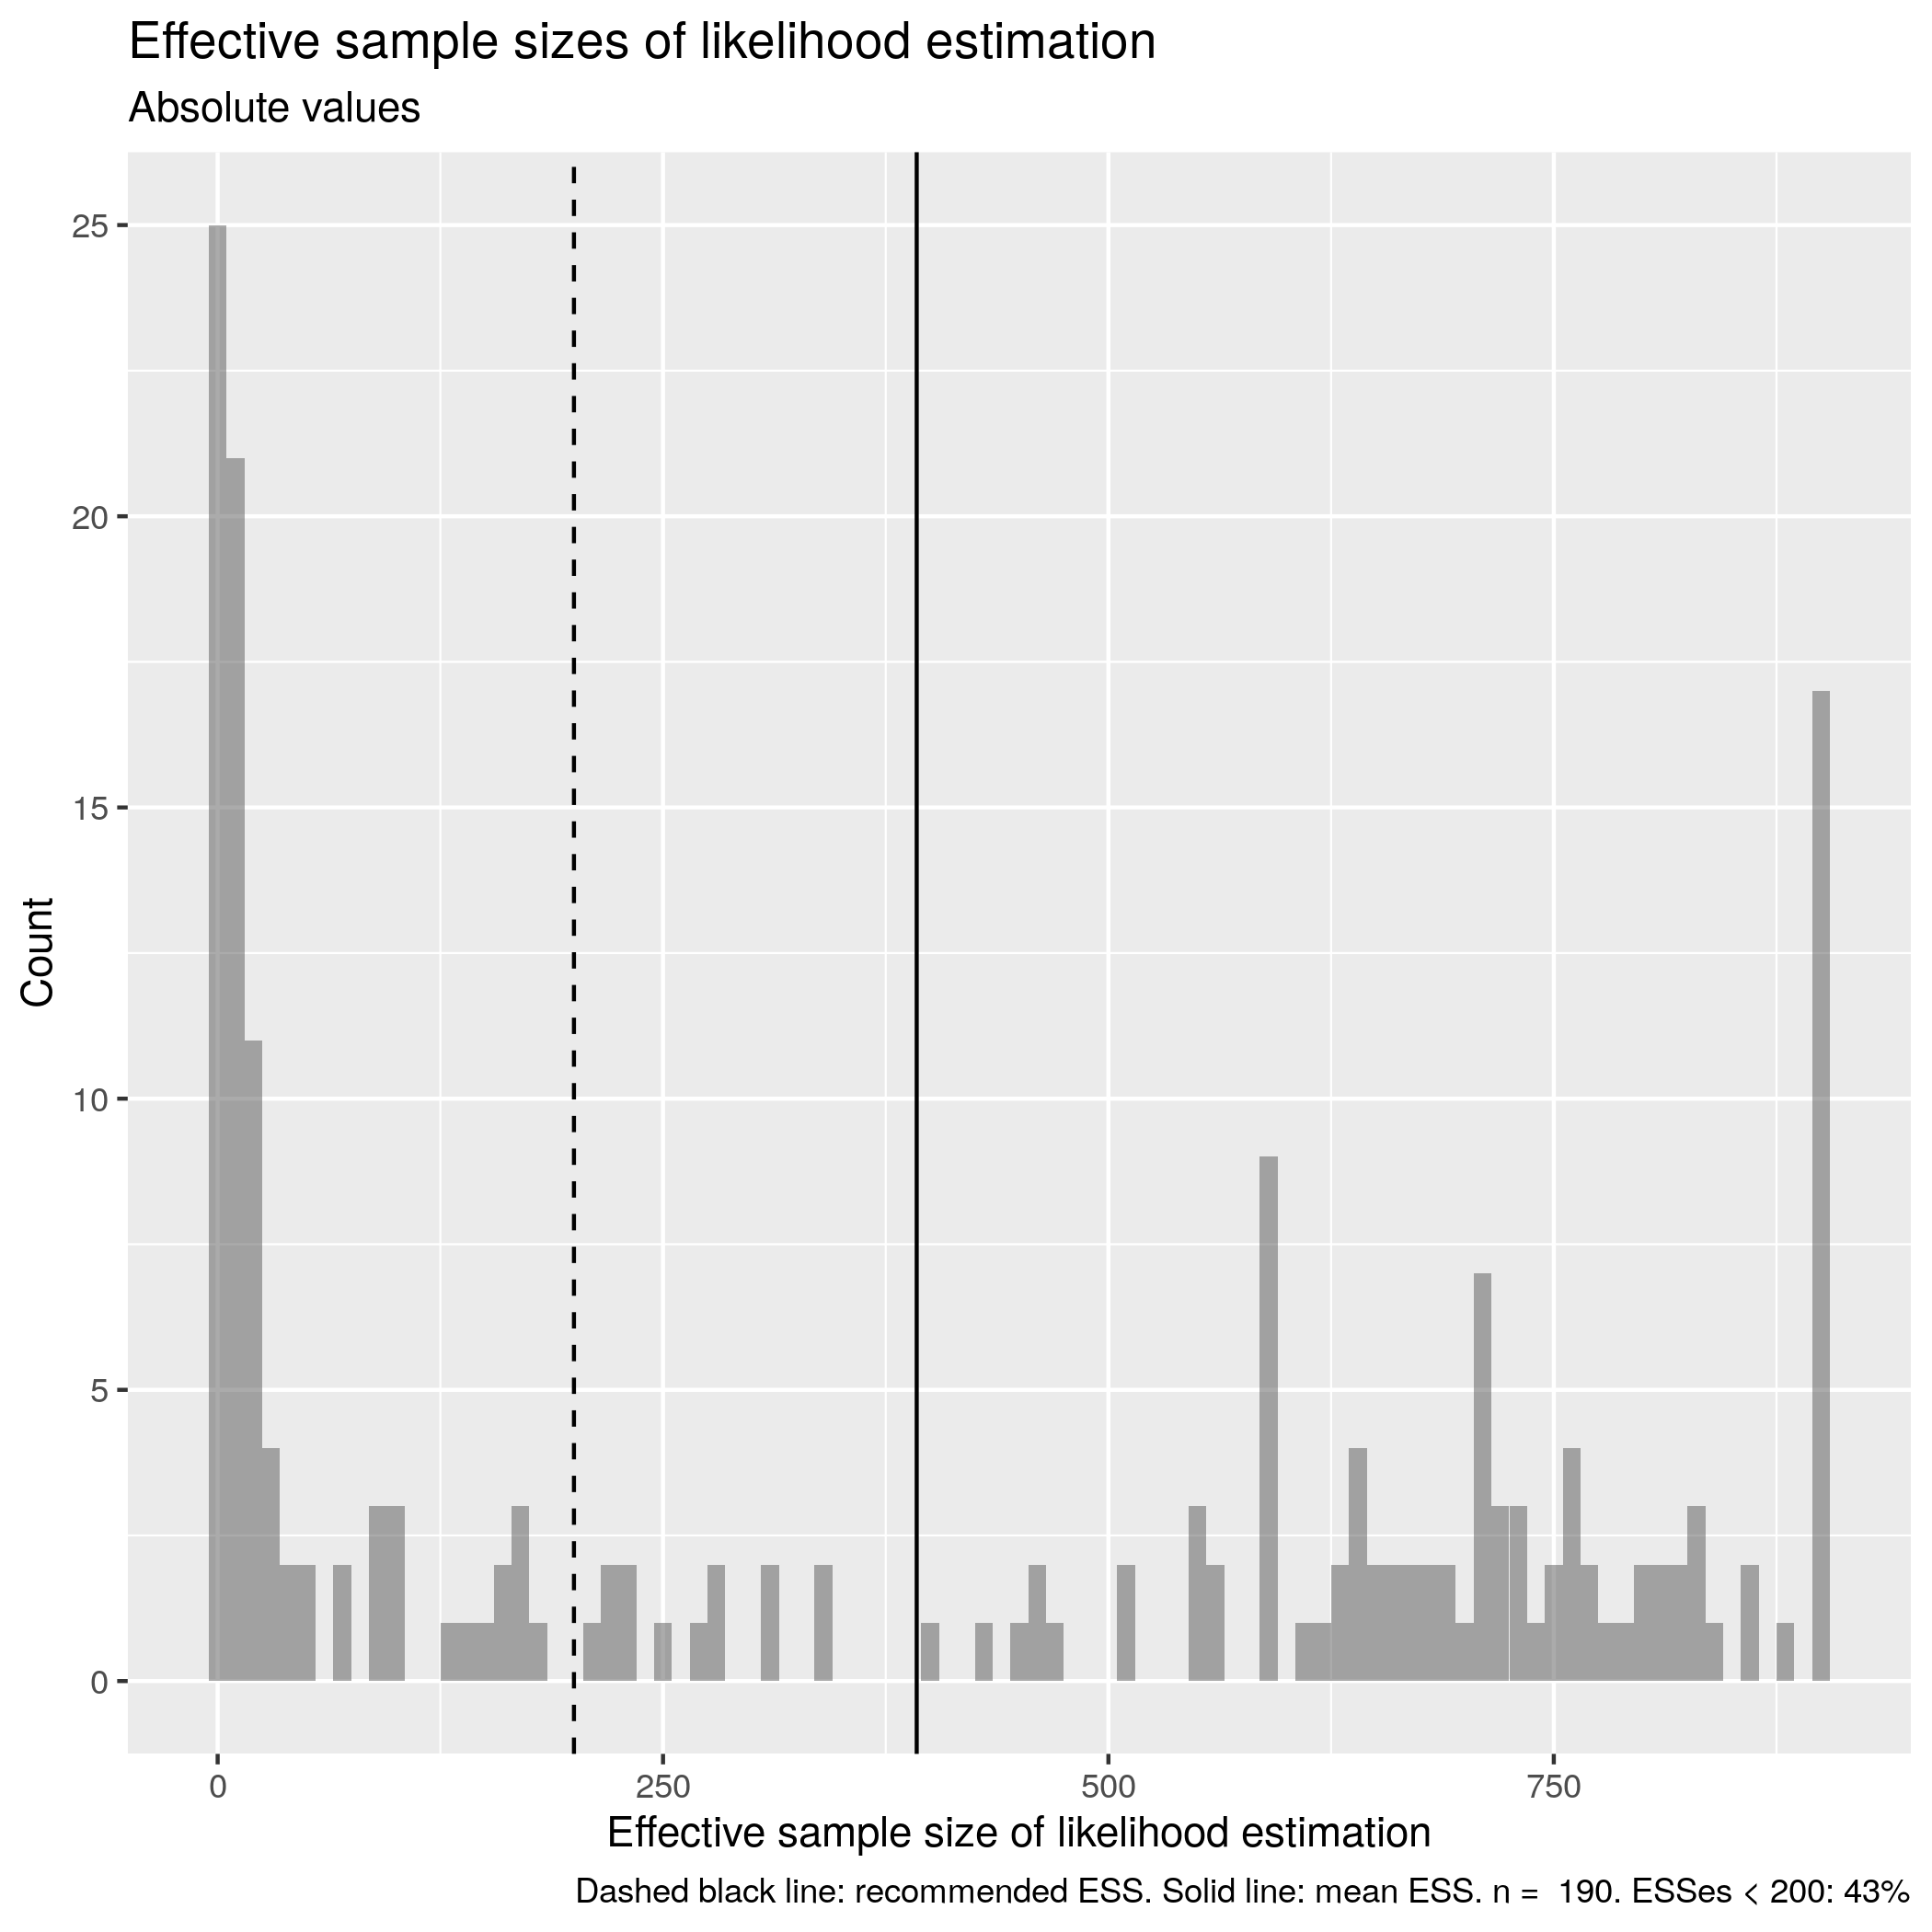 Effective sample sizes of likelihood estimation
Absolute values
25
20
15
10
5
0
Count
0 250 500 750
Effective sample size of likelihood estimation
Dashed black line: recommended ESS. Solid line: mean ESS. n =  190. ESSes < 200: 43%